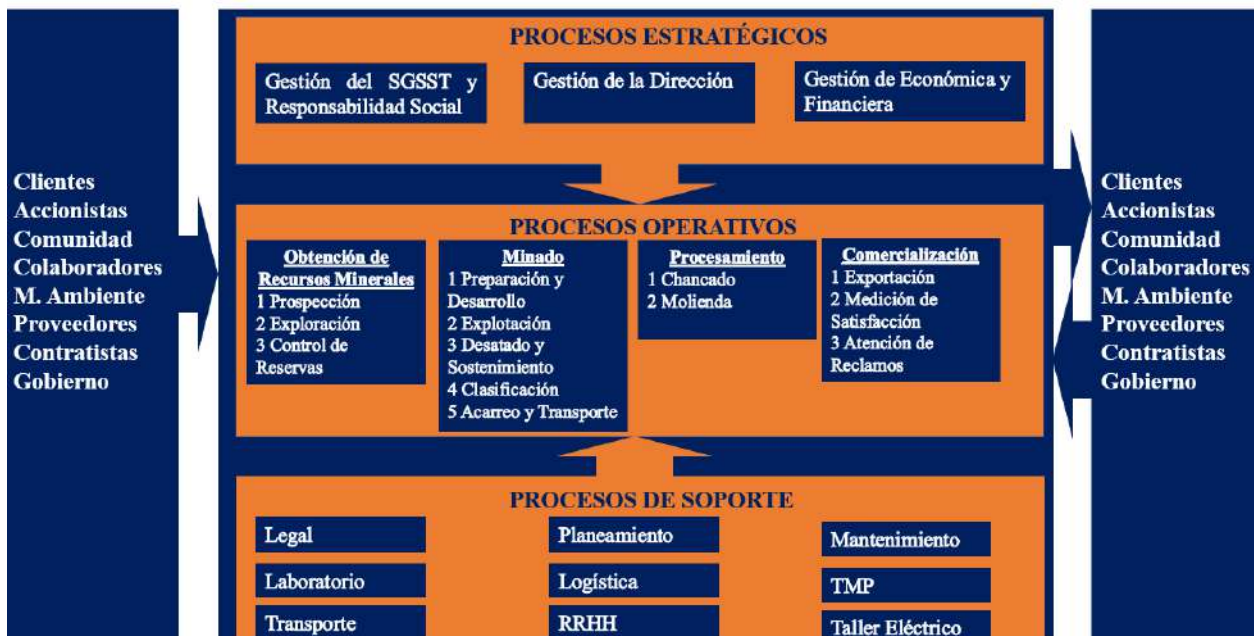 PROCESOS ESTRATÉGICOS
Gestión del SGSST y
Responsabilidad Social
Gestión de la Dirección
Gestión de Económica y
Financiera
Clientes
Accionistas
Comunidad
Colaboradores
M. Ambiente
Proveedores
Contratistas
Gobierno
PROCESOS OPERATIVOS
Obtención de
Recursos Minerales
1 Prospección
2 Exploración
3 Control de
Reservas
Minado
1 Preparación y
Desarrollo
2 Explotación
3 Desatado y
Sostenimiento
4 Clasificación
5 Acarreo y Transporte
Procesamiento
1 Chancado
2 Molienda
Comercialización
1 Exportación
2 Medición de
Satisfacción
3 Atención de
Reclamos
Clientes
Accionistas
Comunidad
Colaboradores
M. Ambiente
Proveedores
Contratistas
Gobierno
PROCESOS DE SOPORTE
Legal
Planeamiento
Mantenimiento
Laboratorio
Logística
TMP
Transporte
RRHH
Taller Eléctrico